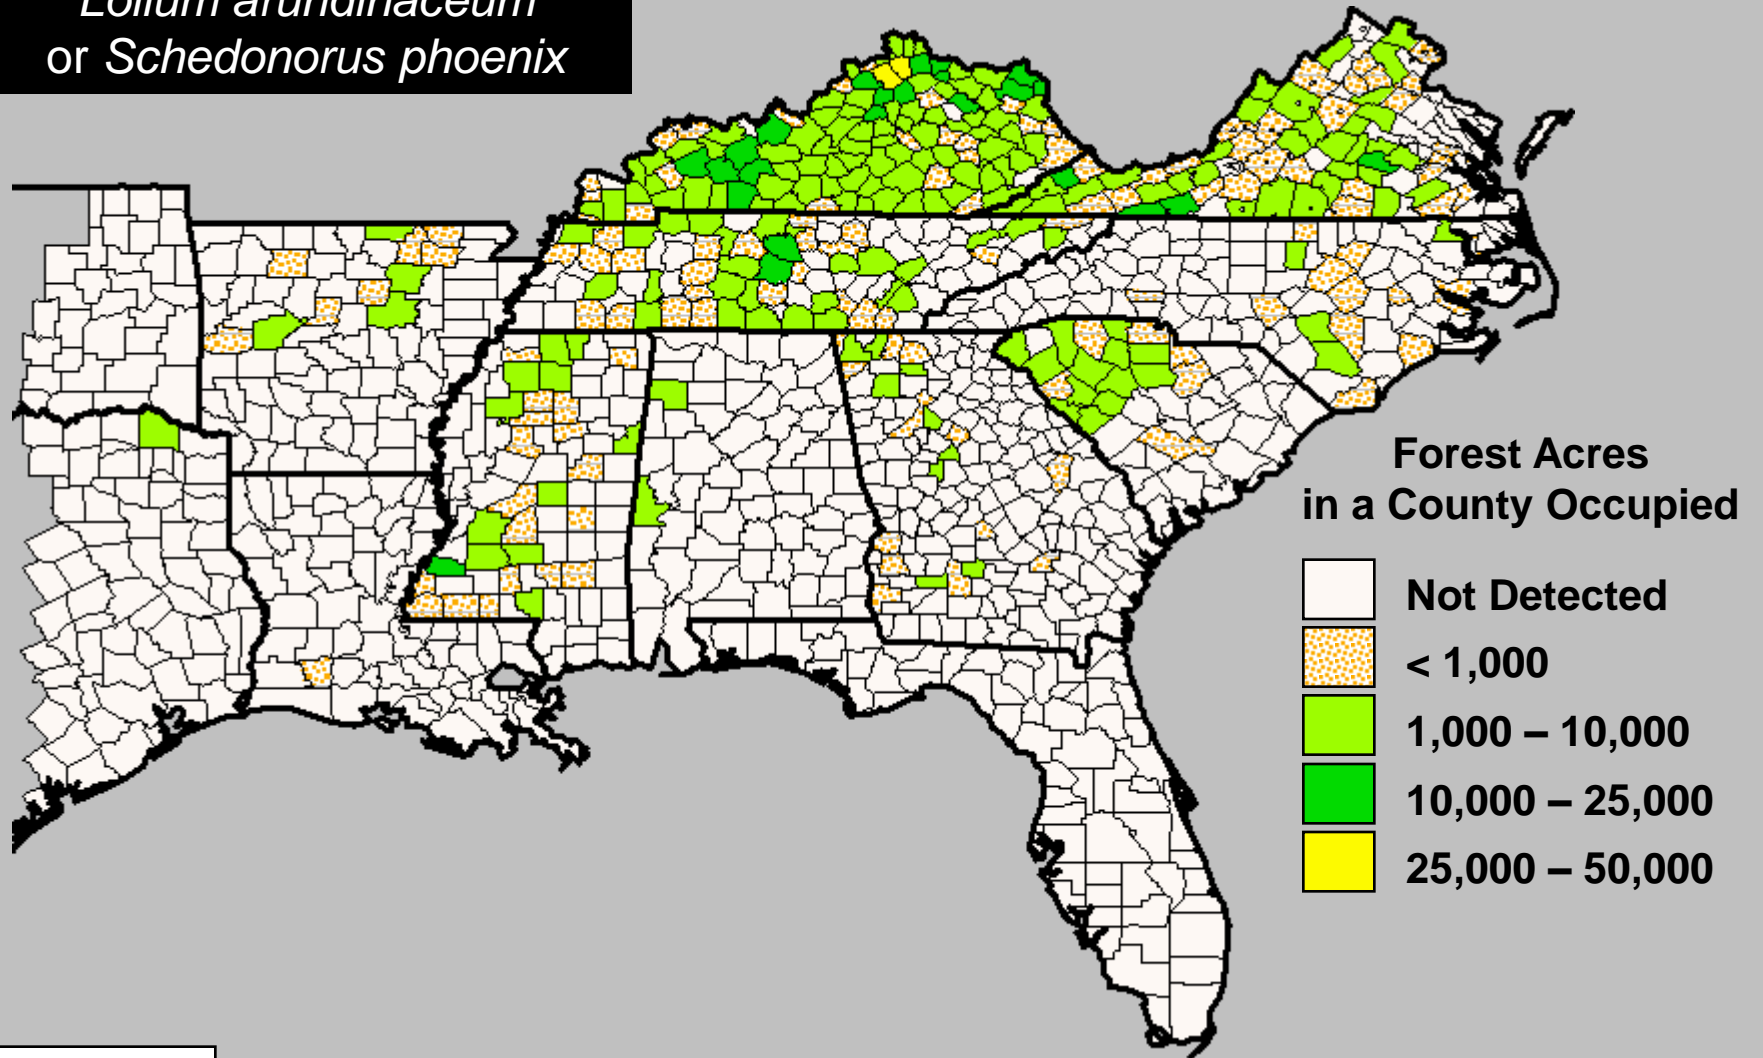 Lolium arundinaceum
or Schedonorus phoenix
Forest Acres
in a County Occupied
Not Detected
< 1,000
1,000 – 10,000
10,000 – 25,000
25,000 – 50,000